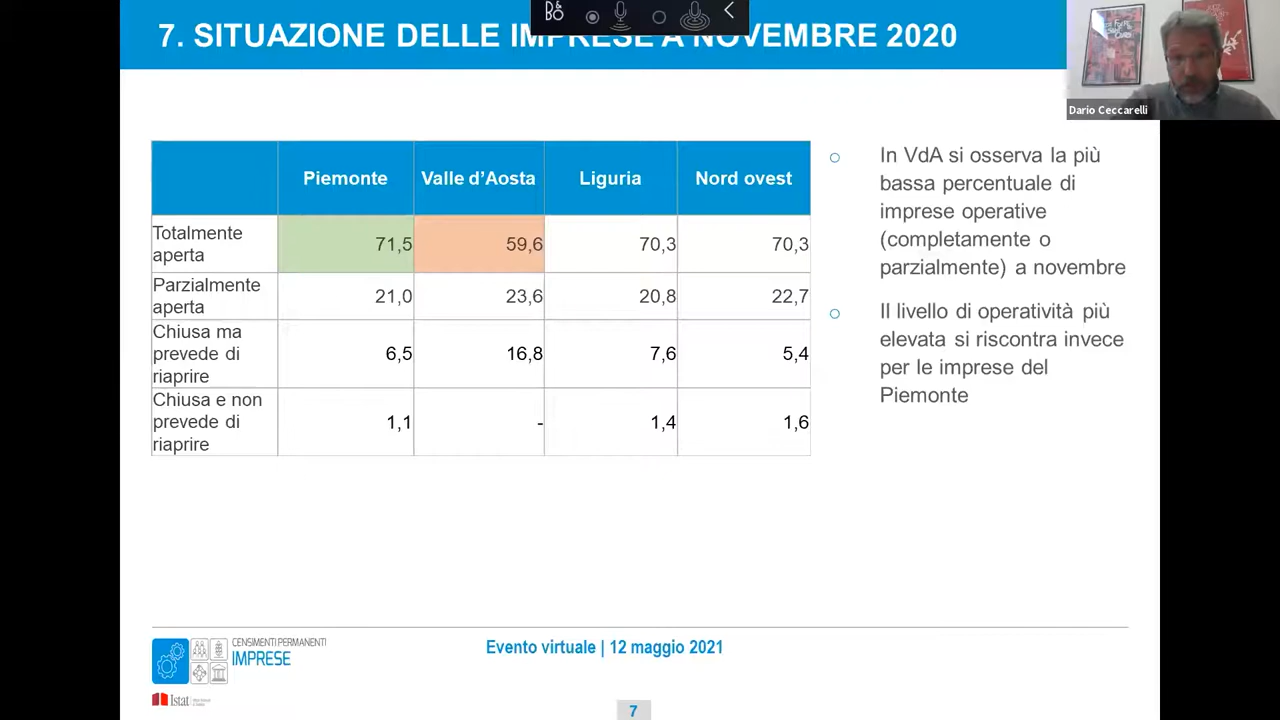 7. SITUAZIONE DELLE IMPRESE A NOVEMBRE 2020
B&O
Dario Ceccarelli
Piemonte Valle d'Aosta Liguria Nord ovest
Totalmente aperta 71,5 59,6 70,3 70,3
Parzialmente aperta 21,0 23,6 20,8 22,7
Chiusa ma prevede di riaprire 6,5 16,8 7,6 5,4
Chiusa e non prevede di riaprire 1,1 - 1,4 1,6
In VdA si osserva la più
bassa percentuale di
imprese operative
(completamente o
parzialmente) a novembre
Il livello di operatività più
elevata si riscontra invece
per le imprese del
Piemonte
CENSIMENTI PERMANENTI
IMPRESE
Evento virtuale | 12 maggio 2021
Istat
7